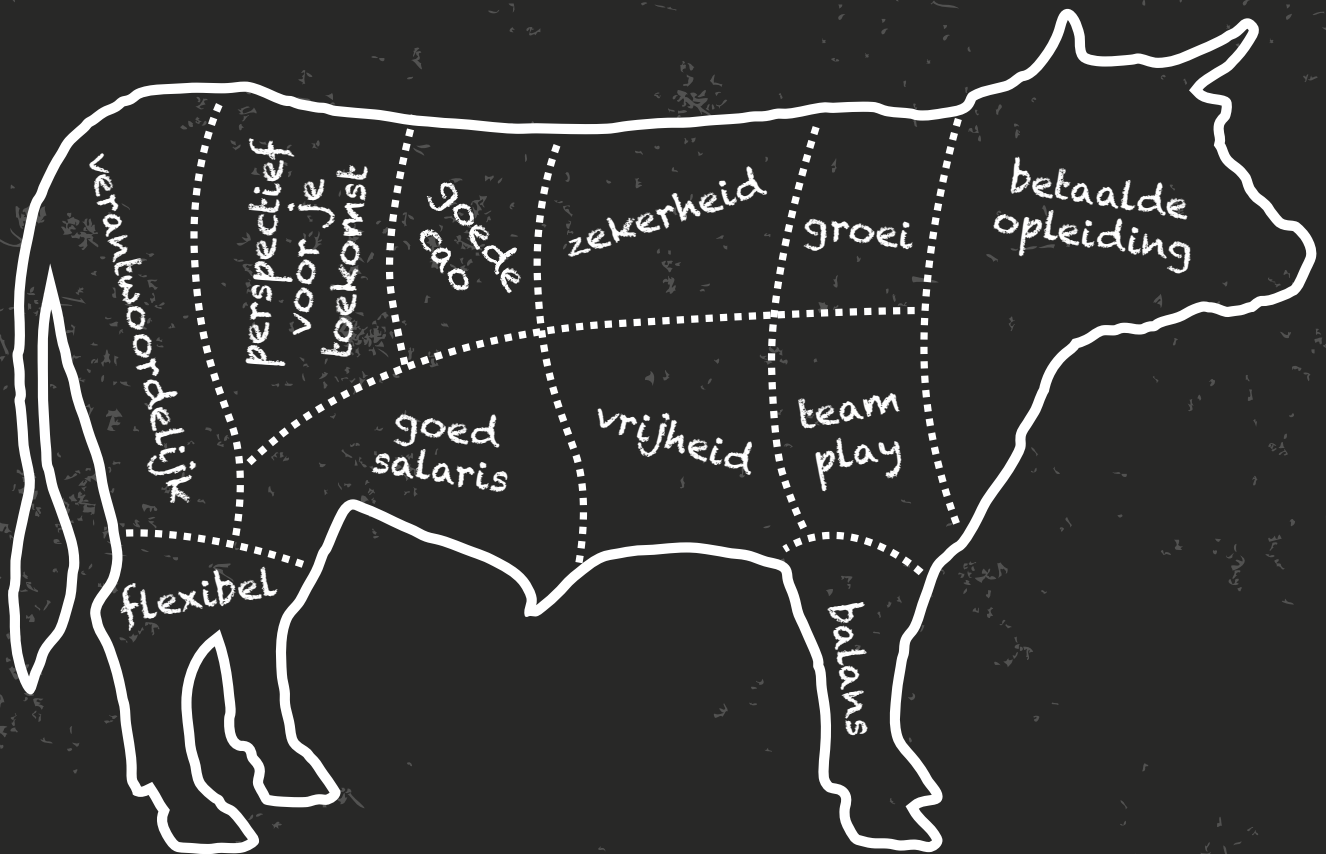 verantwoordelijk
perspectief
voor je
toekomst
goede
cao
zekerheid
groei
betaalde
opleiding
goed
salaris
vrijheid
team
play
flexibel
balans